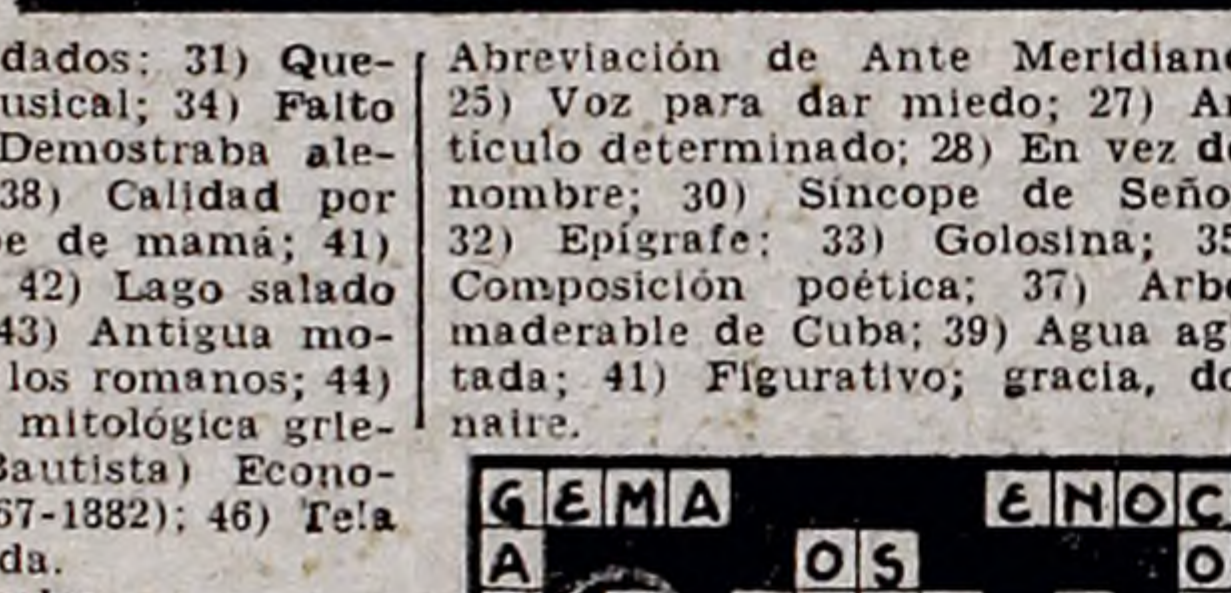 dados; 31) Que-
usical; 34) Falto
Demostraba ale-
38) Calidad por
e de mamá; 41)
42) Lago salado
43) Antigua mo-
los romanos; 44)
mitológica grie-
Bautista) Econo-
67-1882); 46) Tela
da.
Abreviación de Ante Meridiano
25) Voz para dar miedo; 27) A
tículo determinado; 28) En vez de
nombre; 30) Síncope de Seño
32) Epígrafe; 33) Golosina; 35
Composición poética; 37) Arbo
maderable de Cuba; 39) Agua ag
tada; 41) Figurativo; gracia, do
naire.
GEMA ENOC
A OS O